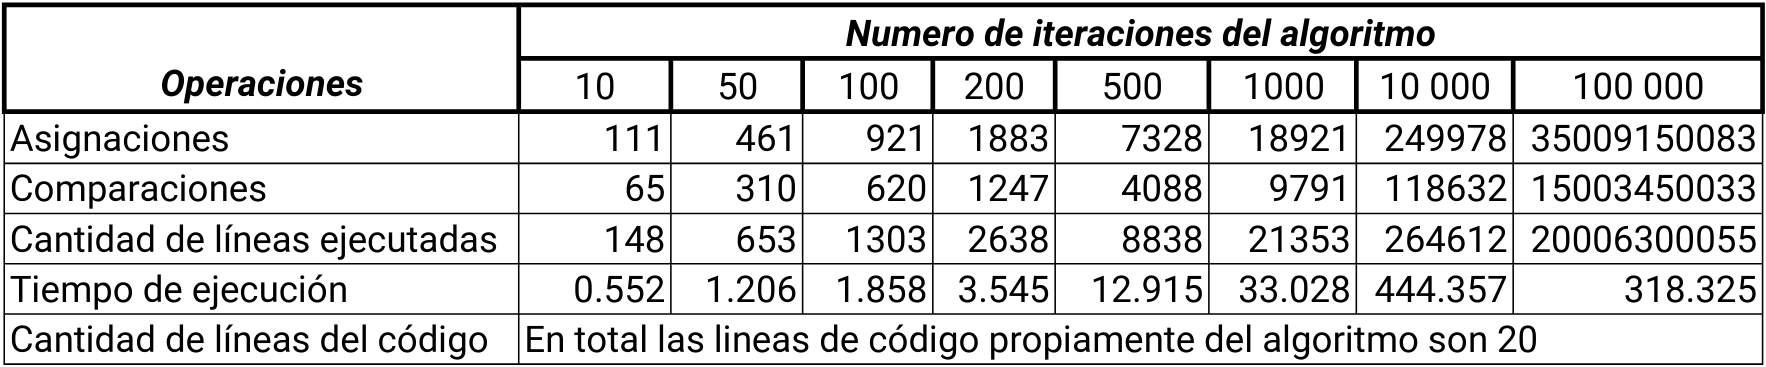 Numero de iteraciones del algoritmo
Operaciones 10 50 100 200 500 1000 10 000 100 000
Asignaciones 111 461 921 1883 7328 18921 249978 35009150083
Comparaciones 65 310 620 1247 4088 9791 118632 15003450033
Cantidad de líneas ejecutadas 148 653 1303 2638 8838 21353 264612 20006300055
Tiempo de ejecución 0.552 1.206 1.858 3.545 12.915 33.028 444.357 318.325
Cantidad de líneas del código En total las lineas de código propiamente del algoritmo son 20